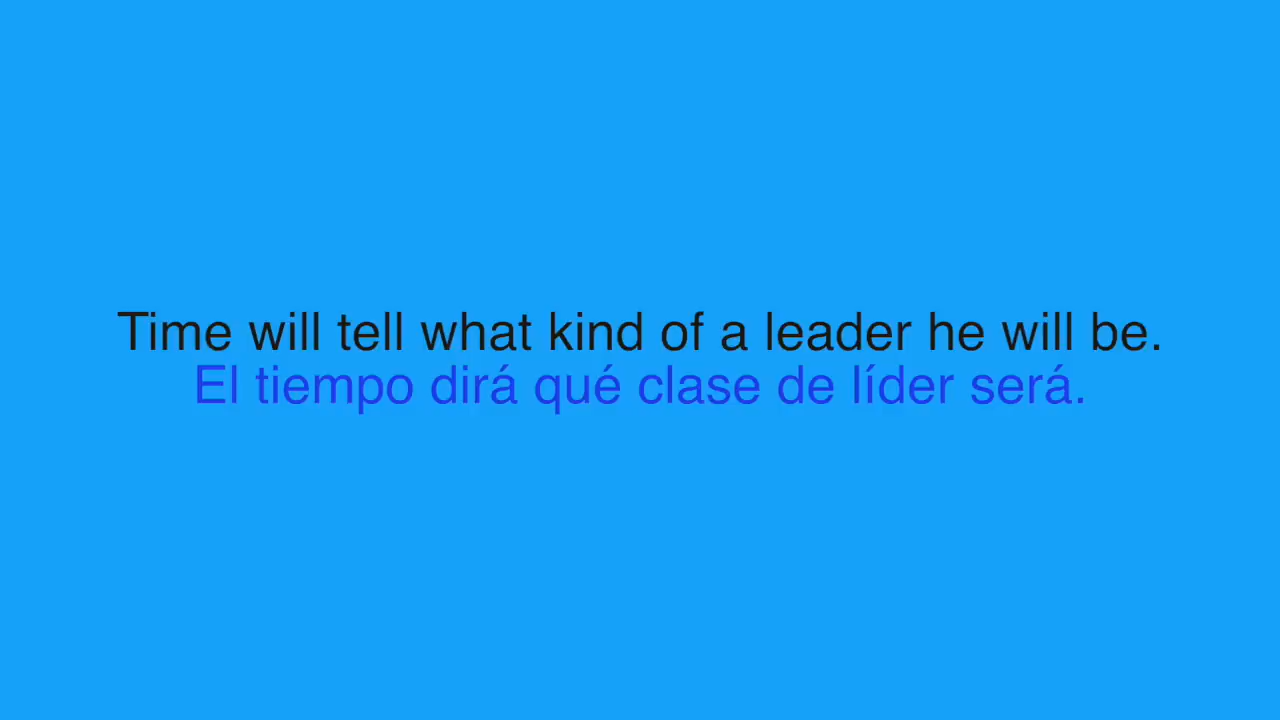 Time will tell what kind of a leader he will be.
El tiempo dirá qué clase de líder será.